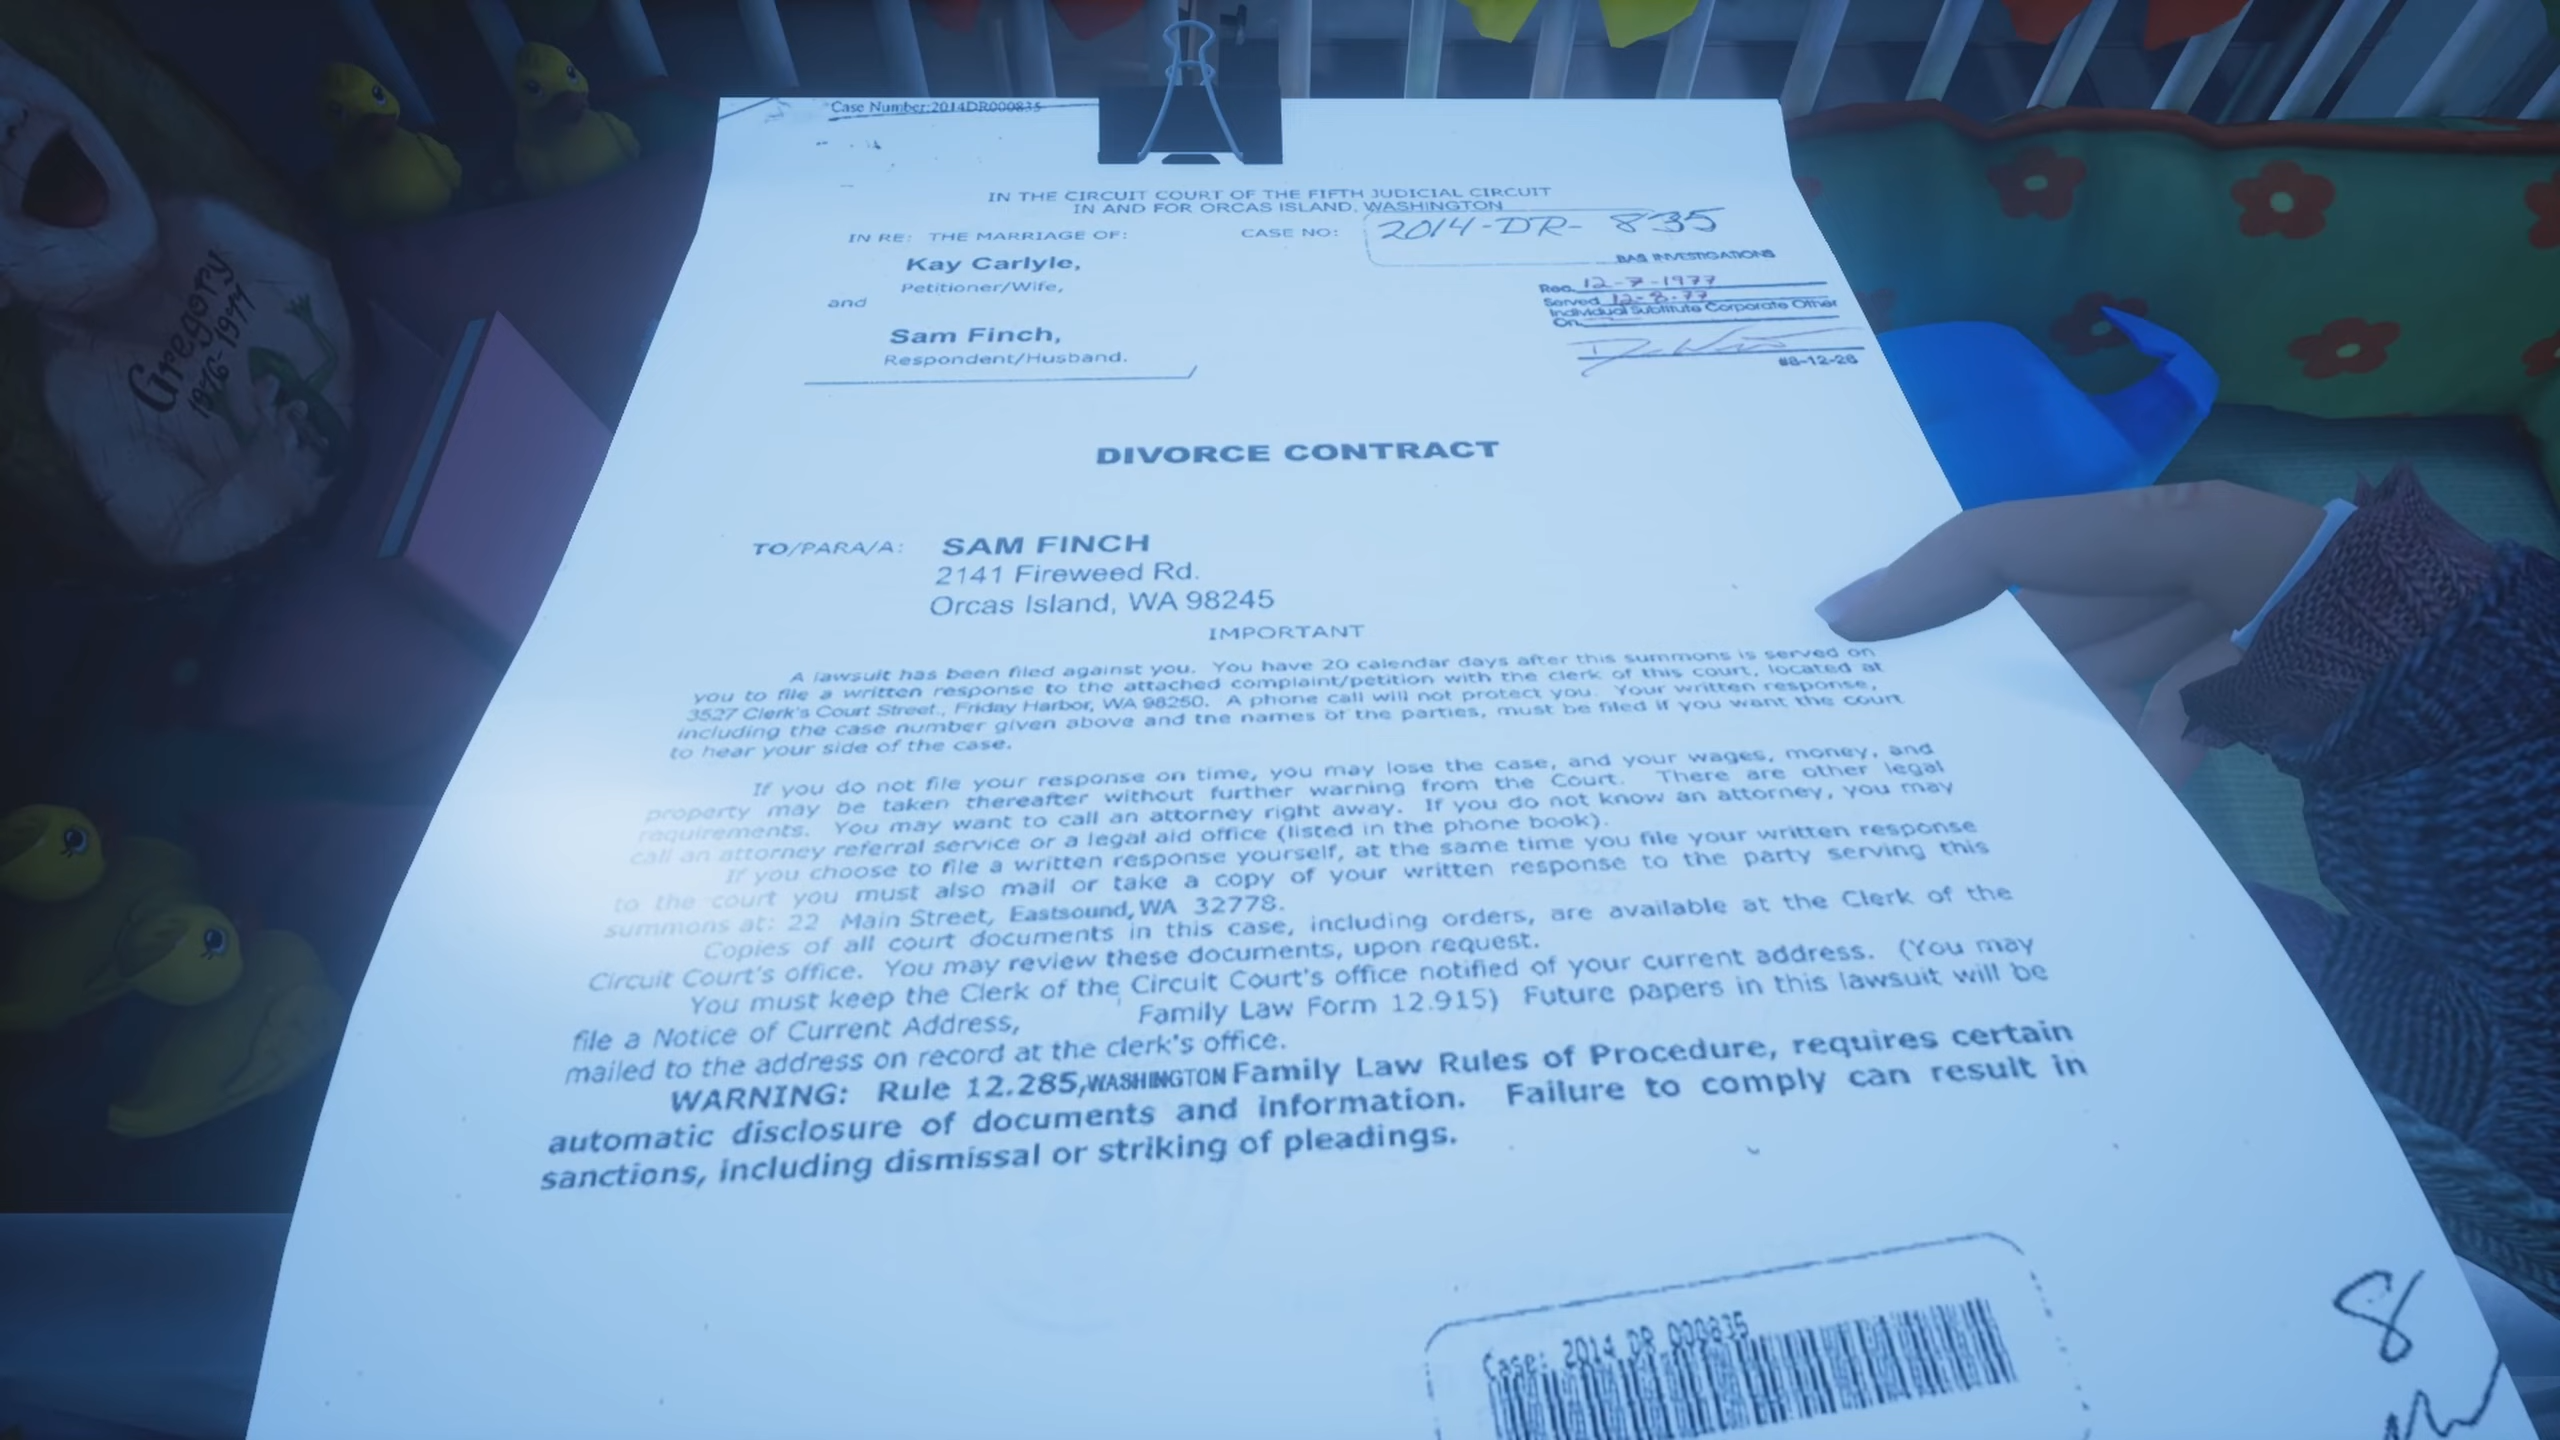 Case Number:2014DR000835
IN THE CIRCUIT COURT OF THE FIFTH JUDICIAL CIRCUIT
IN AND FOR ORCAS ISLAND, WASHINGTON
IN RE: THE MARRIAGE OF:
CASE NO: 2014-DR- 835
Kay Carlyle,
Petitioner/Wife,
and
Sam Finch,
Respondent/Husband.
BAS INVESTIGATIONS
Rec. 12-7-1977
Served 12-8-77
Individual Subtitute Corporate Other
On
#8-12-26
DIVORCE CONTRACT
TO/PARA/A: SAM FINCH
2141 Fireweed Rd.
Orcas Island, WA 98245
IMPORTANT
A lawsuit has been filed against you. You have 20 calendar days after this summons is served on
you to file a written response to the attached complaint/petition with the clerk of this court, located at
3527 Clerk's Court Street., Friday Harbor, WA 98250. A phone call will not protect you. Your written response,
including the case number given above and the names of the parties, must be filed if you want the court
to hear your side of the case.
If you do not file your response on time, you may lose the case, and your wages, money, and
property may be taken thereafter without further warning from the Court. There are other legal
requirements. You may want to call an attorney right away. If you do not know an attorney, you may
call an attorney referral service or a legal aid office (listed in the phone book).
If you choose to file a written response yourself, at the same time you file your written response
to the court you must also mail or take a copy of your written response to the party serving this
summons at: 22 Main Street, Eastsound, WA 32778.
Copies of all court documents in this case, including orders, are available at the Clerk of the
Circuit Court's office. You may review these documents, upon request.
You must keep the Clerk of the Circuit Court's office notified of your current address. (You may
file a Notice of Current Address, Family Law Form 12.915) Future papers in this lawsuit will be
mailed to the address on record at the clerk's office.
WARNING: Rule 12.285, WASHINGTON Family Law Rules of Procedure, requires certain
automatic disclosure of documents and information. Failure to comply can result in
sanctions, including dismissal or striking of pleadings.
Case: 2014 DR 000835
8
Gregory
1976-1977